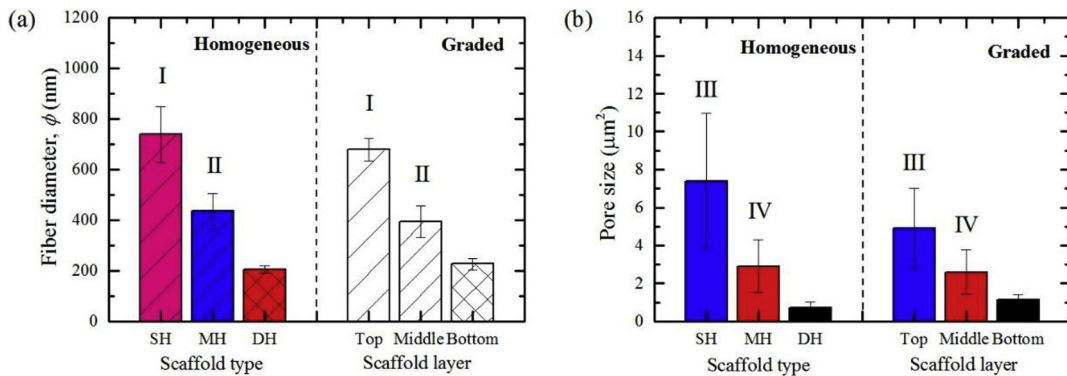 (a)
Homogeneous
Graded
Fiber diameter, ϕ (nm)
1200
1000
800
600
400
200
0
I
II
I
II
SH MH DH
Top Middle Bottom
Scaffold type
Scaffold layer
(b)
Homogeneous
Graded
Pore size (μm²)
16
14
12
10
8
6
4
2
0
III
IV
III
IV
SH MH DH
Top Middle Bottom
Scaffold type
Scaffold layer